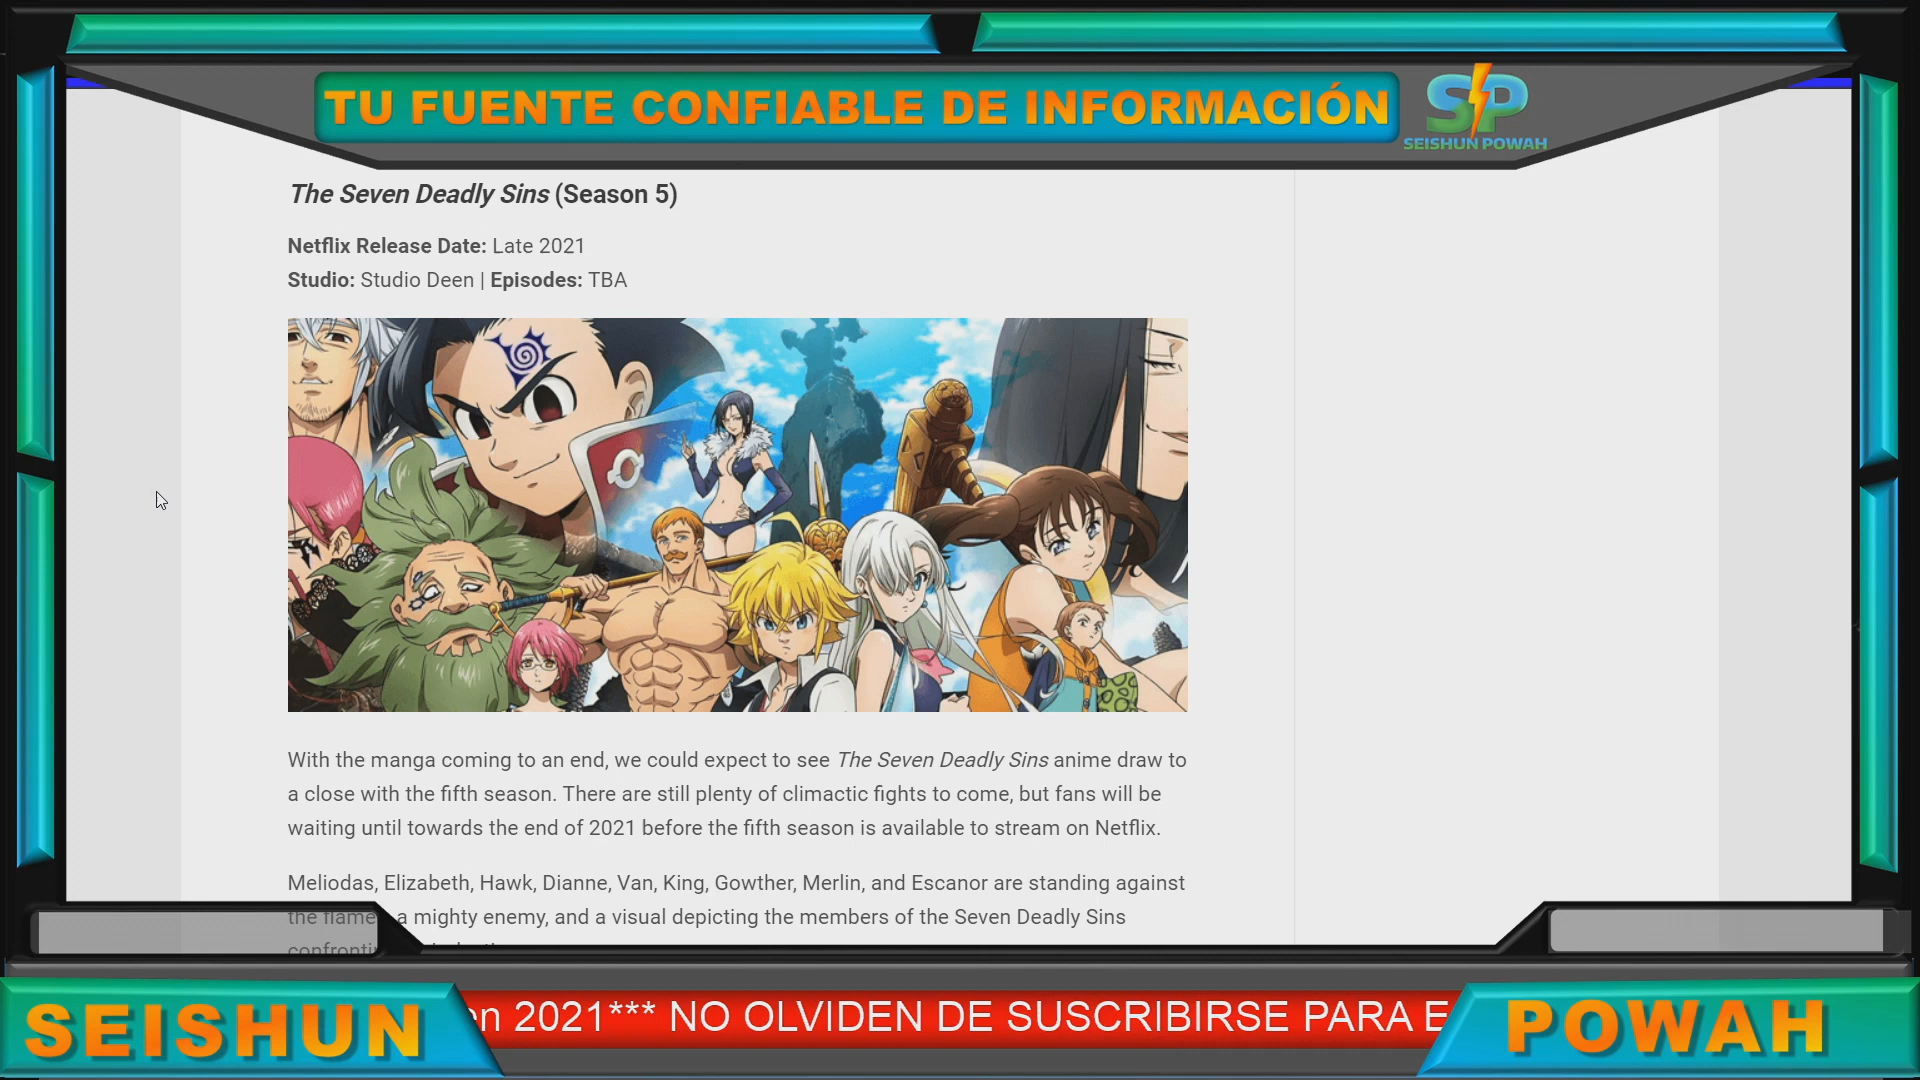 TU FUENTE CONFIABLE DE INFORMACIÓN
SP
SEISHUN POWAH
The Seven Deadly Sins (Season 5)
Netflix Release Date: Late 2021
Studio: Studio Deen | Episodes: TBA
With the manga coming to an end, we could expect to see The Seven Deadly Sins anime draw to
a close with the fifth season. There are still plenty of climactic fights to come, but fans will be
waiting until towards the end of 2021 before the fifth season is available to stream on Netflix.
Meliodas, Elizabeth, Hawk, Dianne, Van, King, Gowther, Merlin, and Escanor are standing against
the flame a mighty enemy, and a visual depicting the members of the Seven Deadly Sins
SEISHUN
on 2021*** NO OLVIDEN DE SUSCRIBIRSE PARA E
POWAH